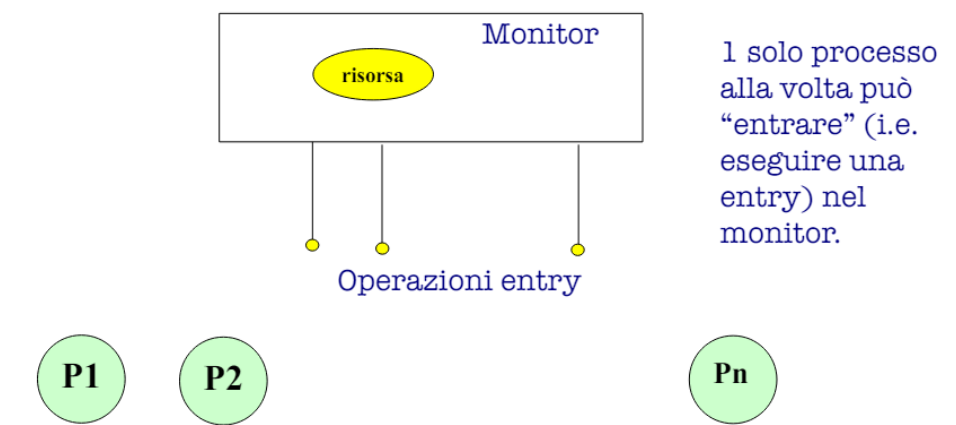 Monitor
risorsa
1 solo processo
alla volta può
“entrare” (i.e.
eseguire una
entry) nel
monitor.
Operazioni entry
P1
P2
Pn